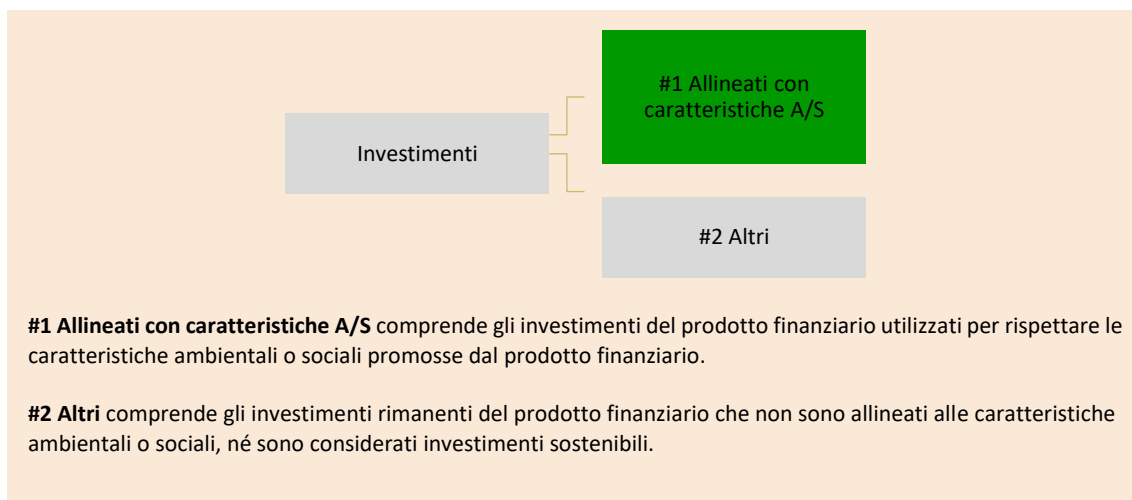 #1 Allineati con
caratteristiche A/S
Investimenti
#2 Altri
#1 Allineati con caratteristiche A/S comprende gli investimenti del prodotto finanziario utilizzati per rispettare le
caratteristiche ambientali o sociali promosse dal prodotto finanziario.
#2 Altri comprende gli investimenti rimanenti del prodotto finanziario che non sono allineati alle caratteristiche
ambientali o sociali, né sono considerati investimenti sostenibili.